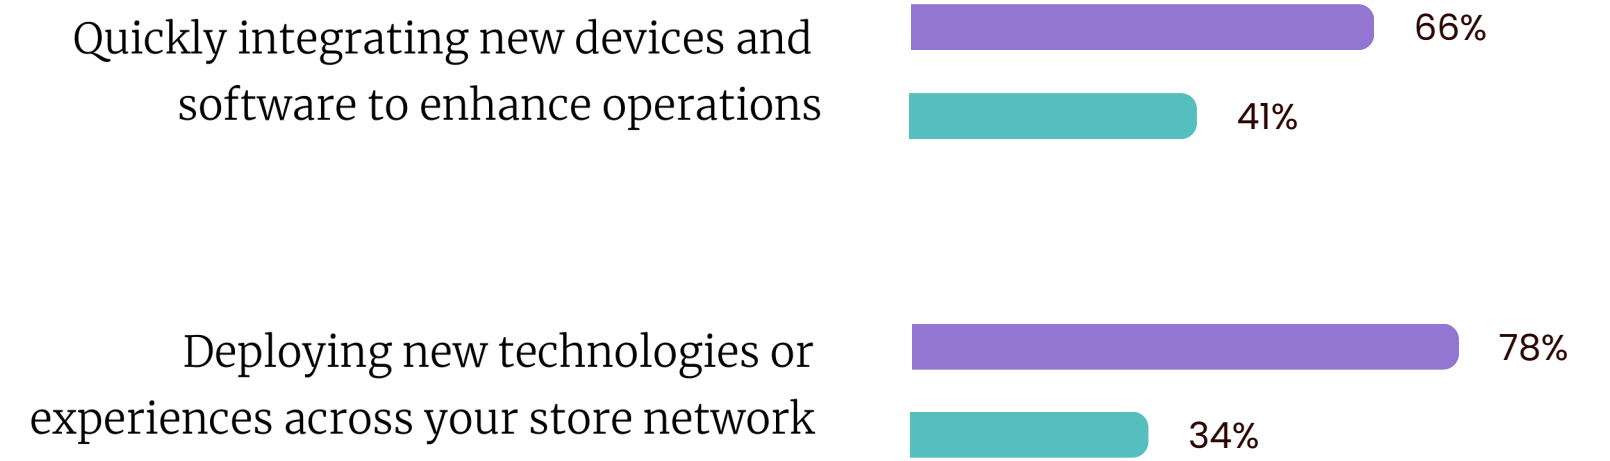 Quickly integrating new devices and
software to enhance operations
66%
41%
Deploying new technologies or
experiences across your store network
78%
34%